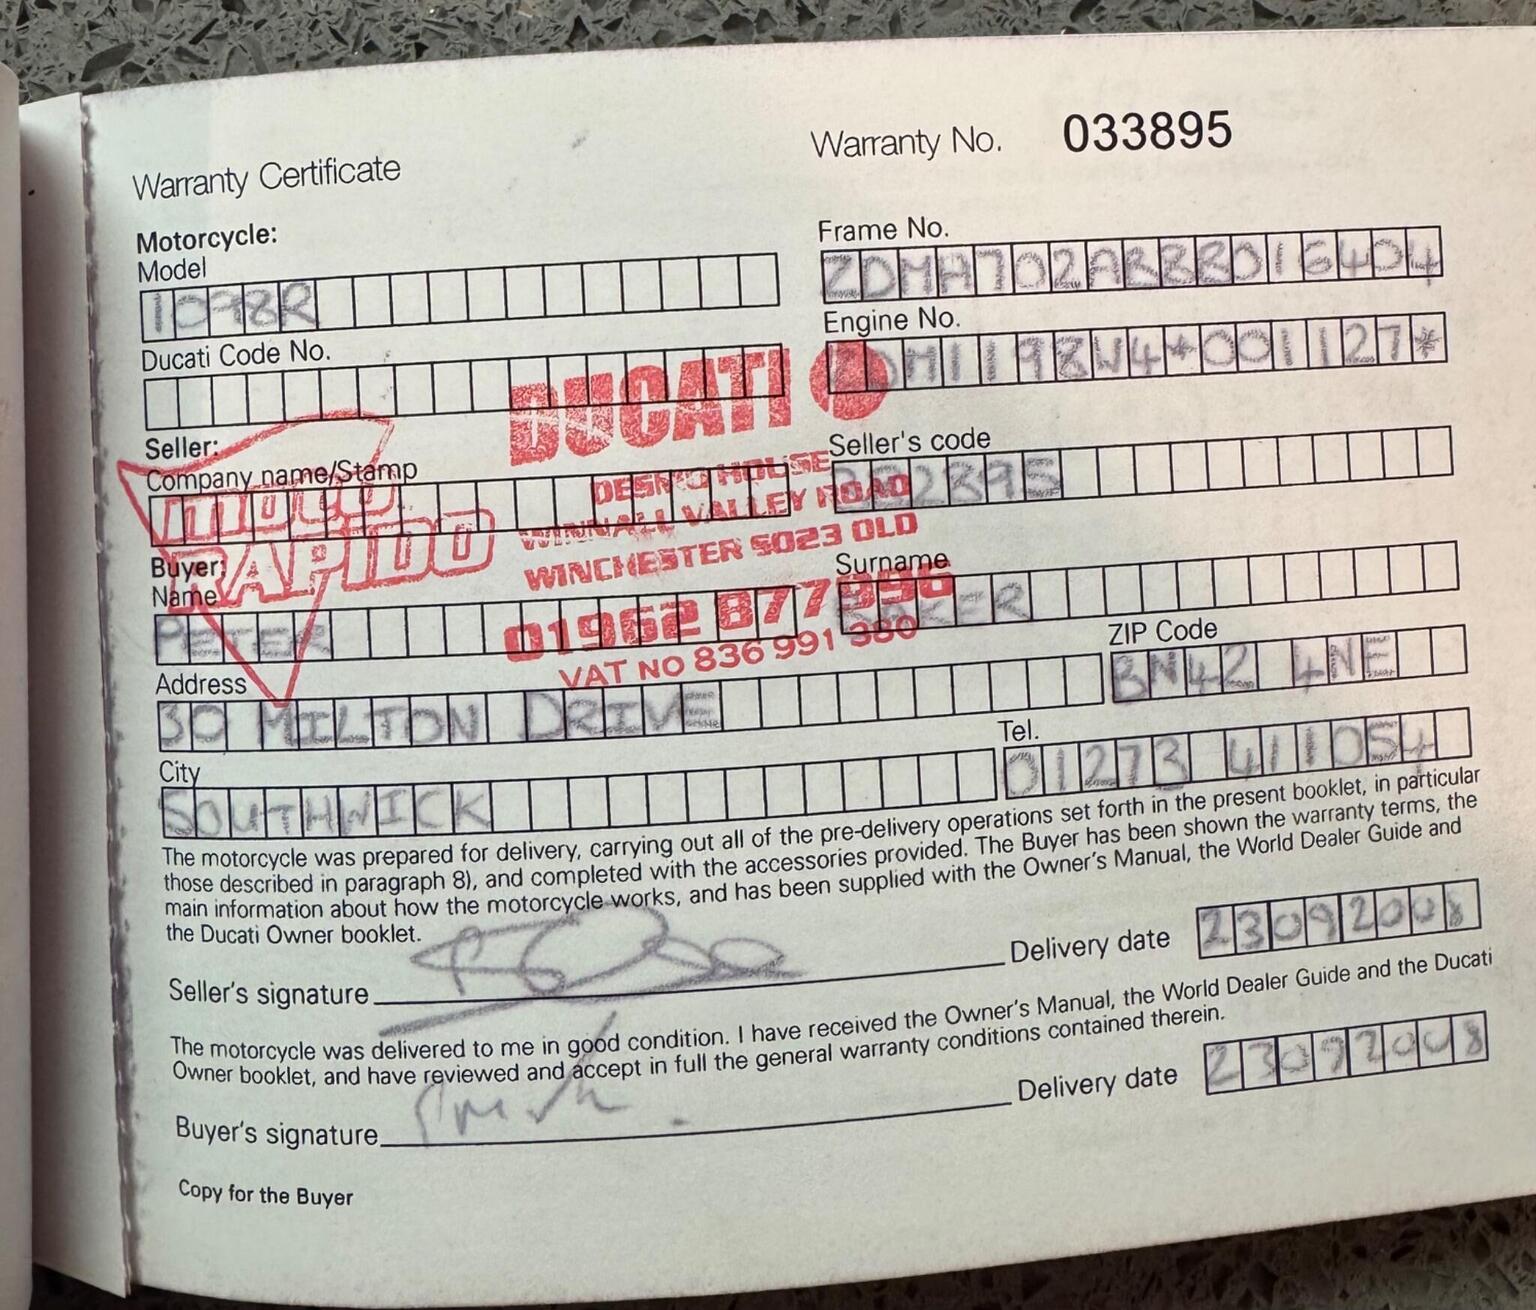 Warranty Certificate
Warranty No. 033895
Motorcycle:
Model
1098R
Frame No.
ZDMH702ABBB016404
Ducati Code No.
Engine No.
ZDM1198W4*001127*
DUCATI
Seller:
Company name/Stamp
MOTO
RAPIDO
DESMO HOUSE
WINNALL VALLEY ROAD
WINCHESTER SO23 OLD
01962 877998
VAT NO 836 991 380
Seller's code
Buyer:
Name
PETER
Surname
BAKER
Address
30 MILTON DRIVE
ZIP Code
BN42 4NE
City
SOUTHWICK
Tel.
01273 411054
The motorcycle was prepared for delivery, carrying out all of the pre-delivery operations set forth in the present booklet, in particular
those described in paragraph 8), and completed with the accessories provided. The Buyer has been shown the warranty terms, the
main information about how the motorcycle works, and has been supplied with the Owner's Manual, the World Dealer Guide and
the Ducati Owner booklet.
Seller's signature
Delivery date 23092008
The motorcycle was delivered to me in good condition. I have received the Owner's Manual, the World Dealer Guide and the Ducati
Owner booklet, and have reviewed and accept in full the general warranty conditions contained therein.
Buyer's signature
Delivery date 23092008
Copy for the Buyer